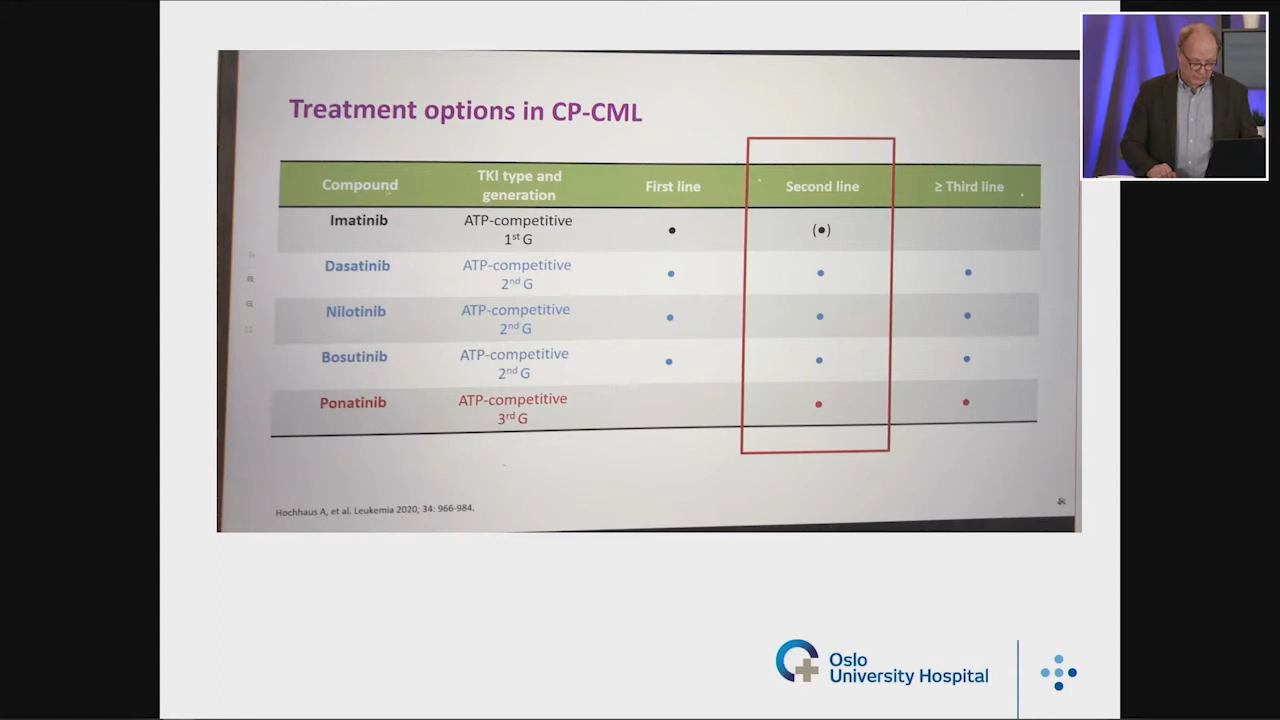 Treatment options in CP-CML
Compound
TKI type and
generation
First line
Second line
≥ Third line
Imatinib
ATP-competitive
1st G
•
(•)
Dasatinib
ATP-competitive
2nd G
•
•
•
Nilotinib
ATP-competitive
2nd G
•
•
•
Bosutinib
ATP-competitive
2nd G
•
•
•
Ponatinib
ATP-competitive
3rd G
•
•
Hochhaus A, et al. Leukemia 2020; 34: 966-984.
Oslo
University Hospital